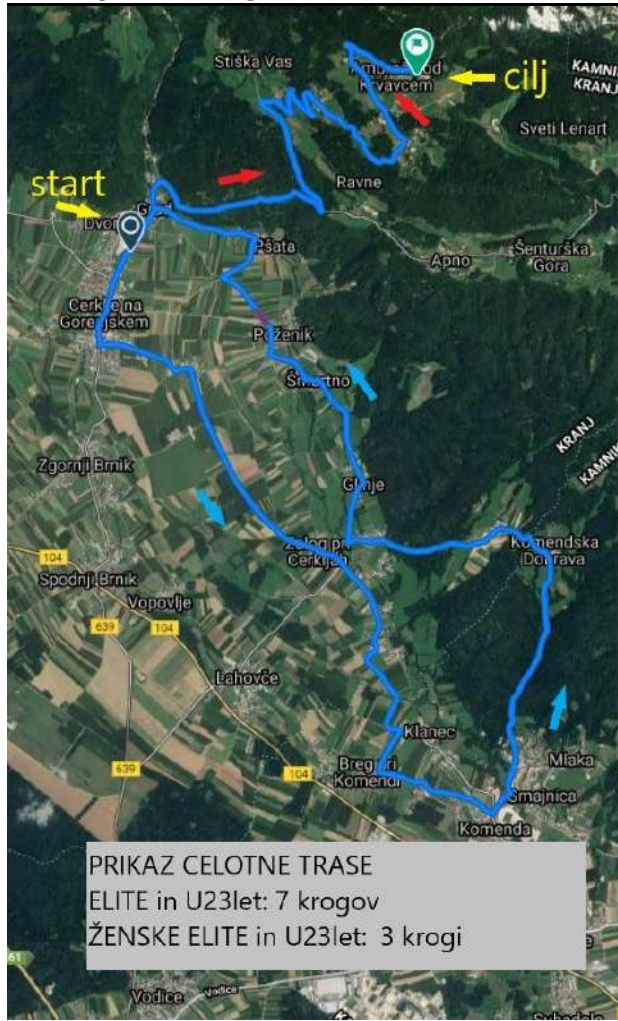 Stiška Vas
Krvavcem
cilj
KAMNIK
KRANJ
Sveti Lenart
start
Ravne
Pšata
Apno
Šenturška
Gora
Cerklje na
Gorenjskem
Poženik
Šmartno
KRANJ
KAMNIK
Zgornji Brnik
Glinje
Zalog pri
Cerkljah
Komendska
Dobrava
104
Spodnji Brnik
Vopovlje
639
104
Lahovče
Klanec
639
104
Breg pri
Komendi
Mlaka
Gmajnica
Komenda
PRIKAZ CELOTNE TRASE
ELITE in U23let: 7 krogov
ŽENSKE ELITE in U23let: 3 krogi
61
Vodice
Vodice